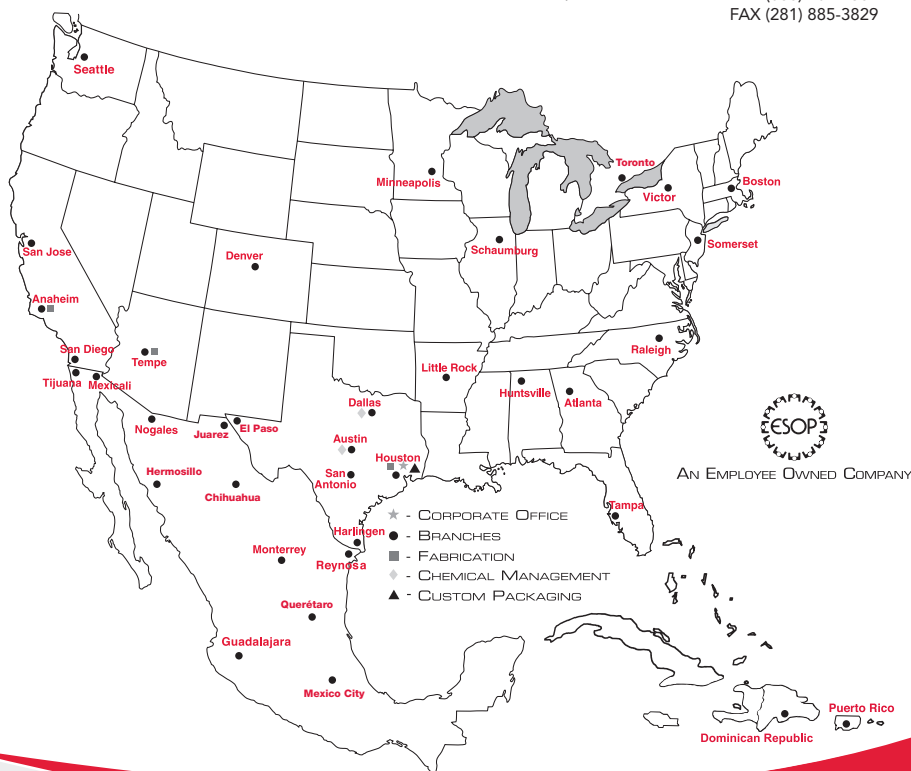 FAX (281) 885-3829
Seattle
Minneapolis
Toronto
Victor
Boston
San Jose
Denver
Schaumburg
Somerset
Anaheim
San Diego
Tempe
Tijuana
Mexicali
Little Rock
Huntsville
Atlanta
Raleigh
Nogales
Juarez
El Paso
Dallas
Austin
San
Antonio
Houston
ESOP
AN EMPLOYEE OWNED COMPANY
Hermosillo
Chihuahua
Tampa
- CORPORATE OFFICE
- BRANCHES
- FABRICATION
- CHEMICAL MANAGEMENT
- CUSTOM PACKAGING
Harlingen
Reynosa
Monterrey
Querétaro
Guadalajara
Mexico City
Puerto Rico
Dominican Republic